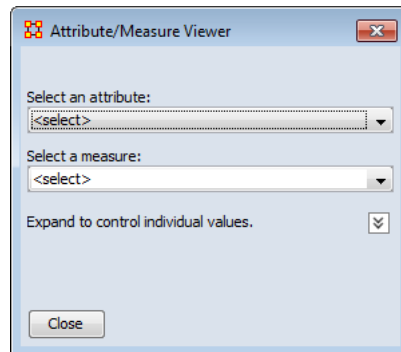 Attribute/Measure Viewer
Select an attribute:
<select>
Select a measure:
<select>
Expand to control individual values.
Close